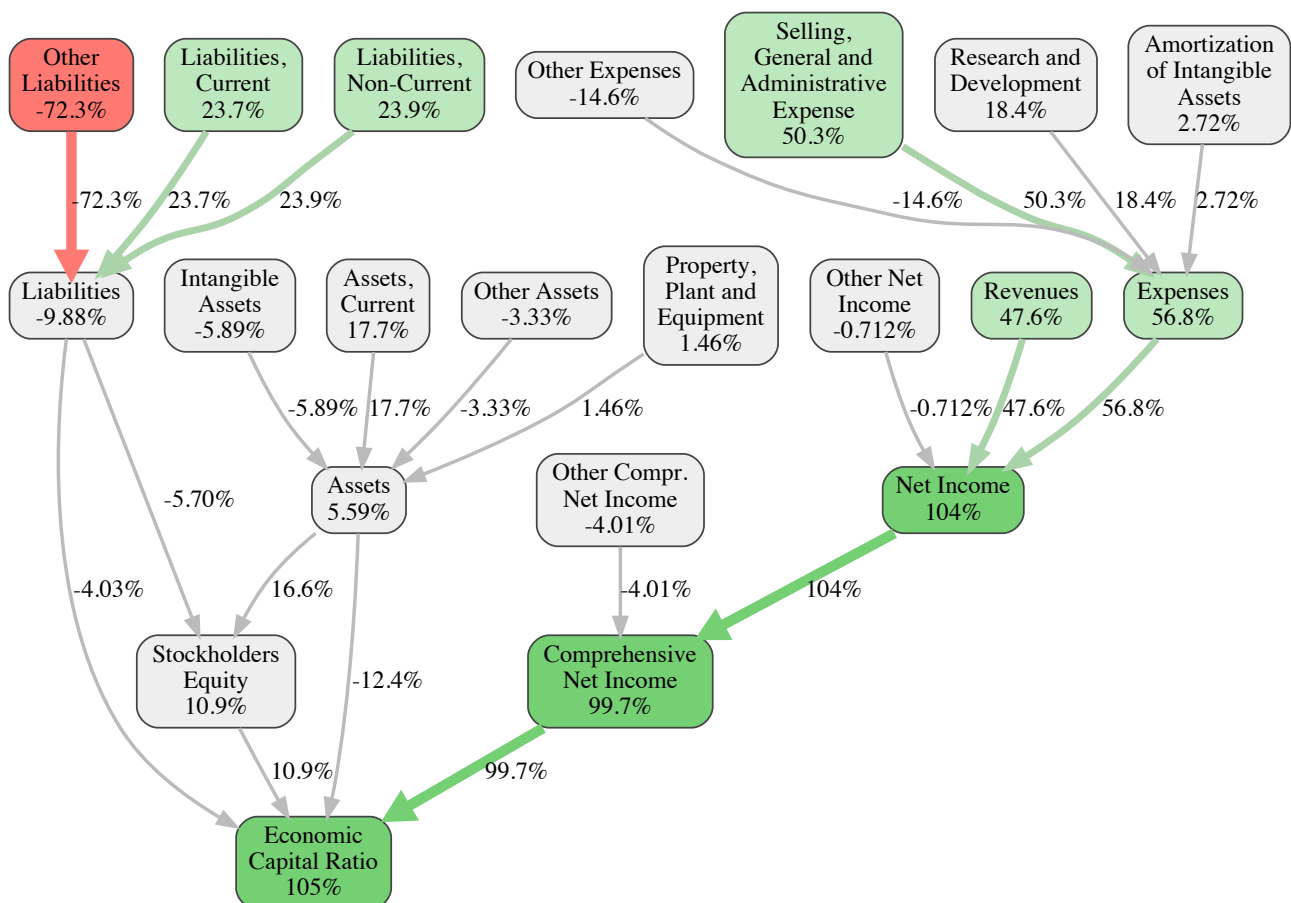 Other
Liabilities
-72.3%
Liabilities,
Current
23.7%
Liabilities,
Non-Current
23.9%
Other Expenses
-14.6%
Selling,
General and
Administrative
Expense
50.3%
Research and
Development
18.4%
Amortization
of Intangible
Assets
2.72%
-72.3%
23.7%
23.9%
-14.6%
50.3%
18.4%
2.72%
Liabilities
-9.88%
Intangible
Assets
-5.89%
Assets,
Current
17.7%
Other Assets
-3.33%
Property,
Plant and
Equipment
1.46%
Other Net
Income
-0.712%
Revenues
47.6%
Expenses
56.8%
-5.89%
17.7%
-3.33%
1.46%
-0.712%
47.6%
56.8%
-5.70%
Assets
5.59%
Other Compr.
Net Income
-4.01%
Net Income
104%
-4.03%
16.6%
-4.01%
104%
Stockholders
Equity
10.9%
-12.4%
Comprehensive
Net Income
99.7%
10.9%
99.7%
Economic
Capital Ratio
105%